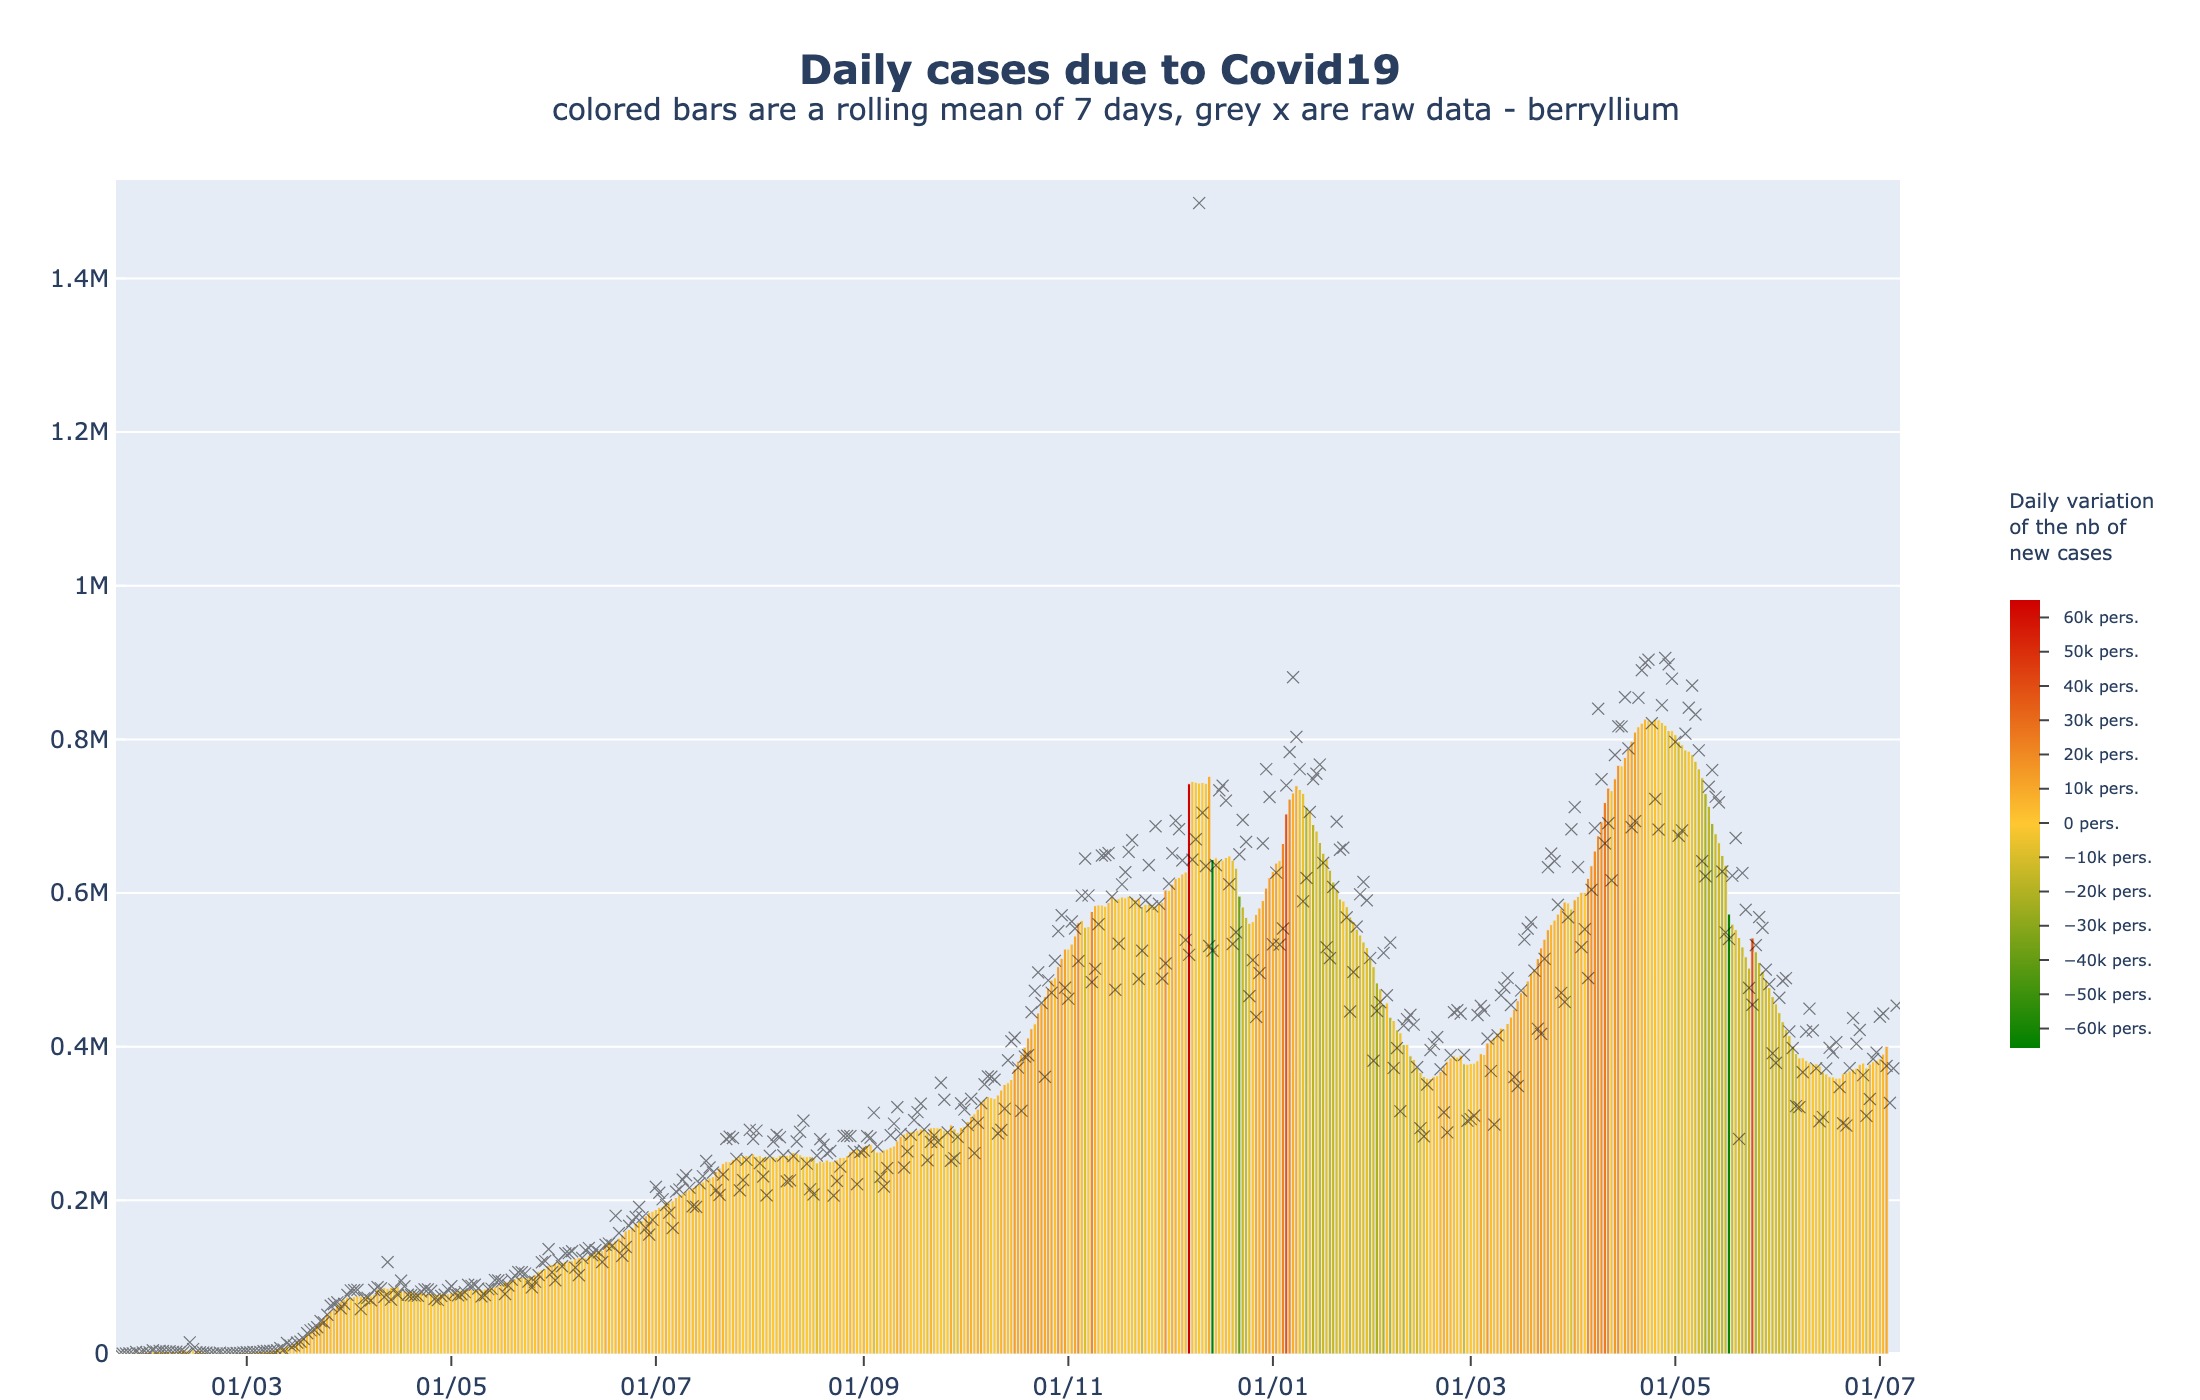 Daily cases due to Covid19
colored bars are a rolling mean of 7 days, grey x are raw data - berryllium
1.4M
1.2M
1M
0.8M
0.6M
0.4M
0.2M
0
01/03
01/05
01/07
01/09
01/11
01/01
01/03
01/05
01/07
Daily variation
of the nb of
new cases
60k pers.
50k pers.
40k pers.
30k pers.
20k pers.
10k pers.
0 pers.
−10k pers.
−20k pers.
−30k pers.
−40k pers.
−50k pers.
−60k pers.